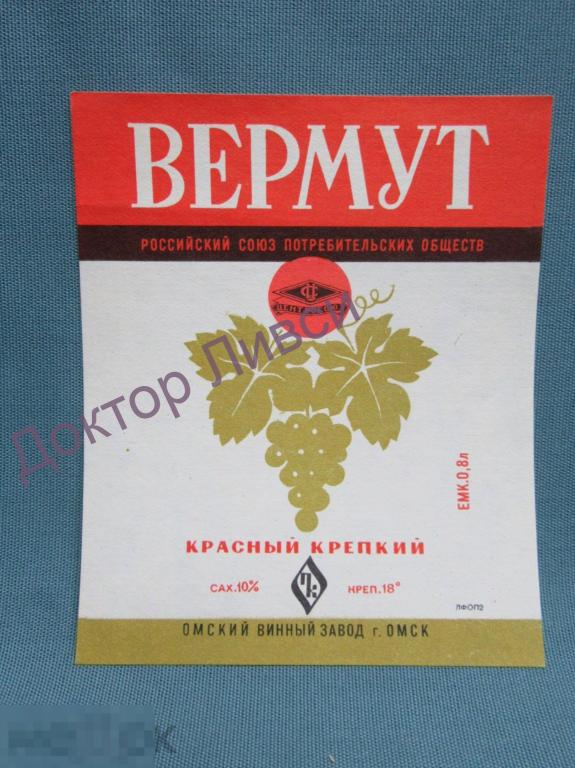 ВЕРМУТ
РОССИЙСКИЙ СОЮЗ ПОТРЕБИТЕЛЬСКИХ ОБЩЕСТВ
Доктор Ливси
ЕМК.0,8л
КРАСНЫЙ КРЕПКИЙ
САХ.10% КРЕП.18°
ЛФОП2
ОМСКИЙ ВИННЫЙ ЗАВОД г. ОМСК